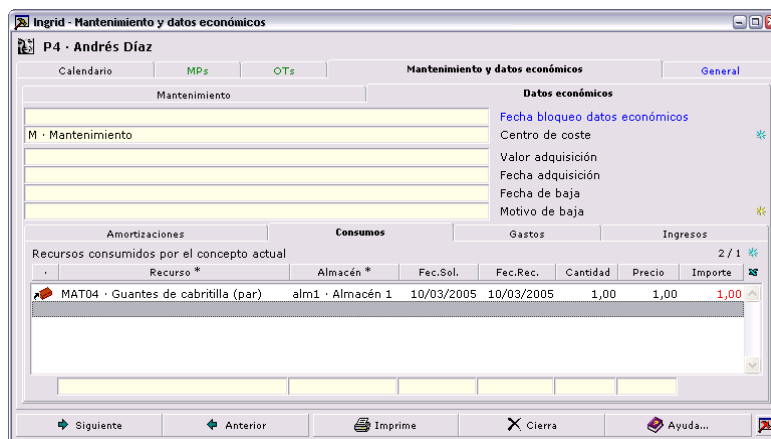 Ingrid - Mantenimiento y datos económicos
P4 · Andrés Díaz
Calendario MPs OTs Mantenimiento y datos económicos General
Mantenimiento Datos económicos
Fecha bloqueo datos económicos
M · Mantenimiento Centro de coste
Valor adquisición
Fecha adquisición
Fecha de baja
Motivo de baja
Amortizaciones Consumos Gastos Ingresos
Recursos consumidos por el concepto actual 2 / 1
· Recurso * Almacén * Fec.Sol. Fec.Rec. Cantidad Precio Importe
MAT04 · Guantes de cabritilla (par) alm1 · Almacén 1 10/03/2005 10/03/2005 1,00 1,00 1,00
Siguiente Anterior Imprime Cierra Ayuda...